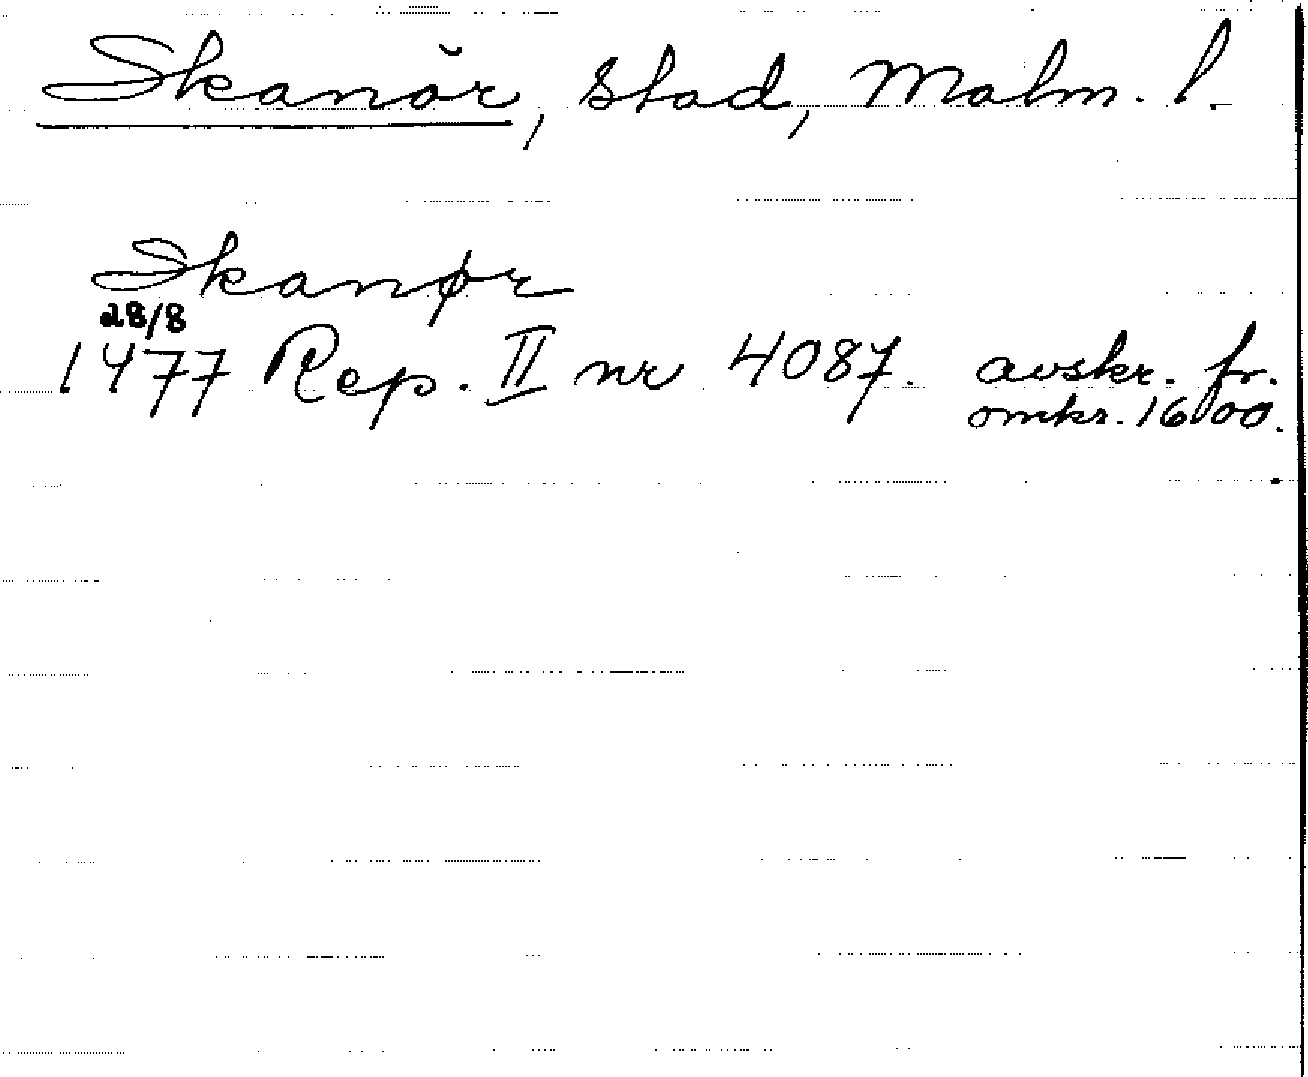 Skanör, stad, Malm. l.
Skanør
28/8
1477 Rep. II nr 4087. avskr. fr.
omkr. 1600.